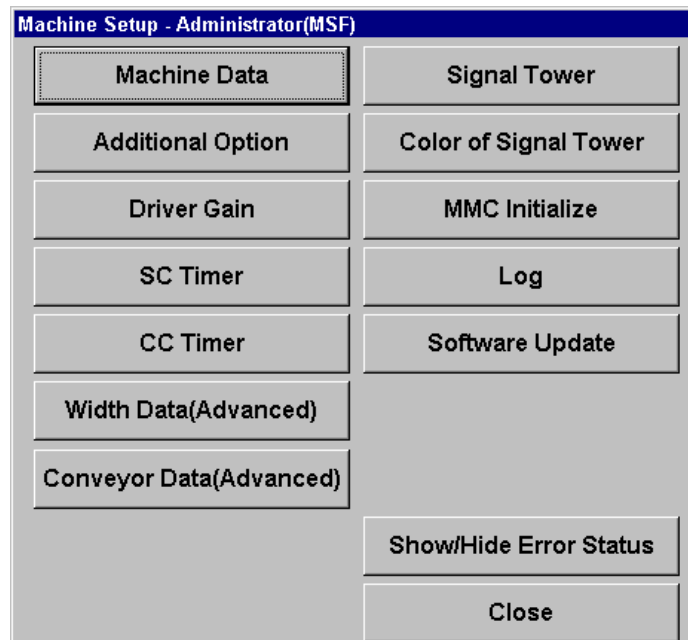 Machine Setup - Administrator(MSF)
Machine Data
Signal Tower
Additional Option
Color of Signal Tower
Driver Gain
MMC Initialize
SC Timer
Log
CC Timer
Software Update
Width Data(Advanced)
Conveyor Data(Advanced)
Show/Hide Error Status
Close